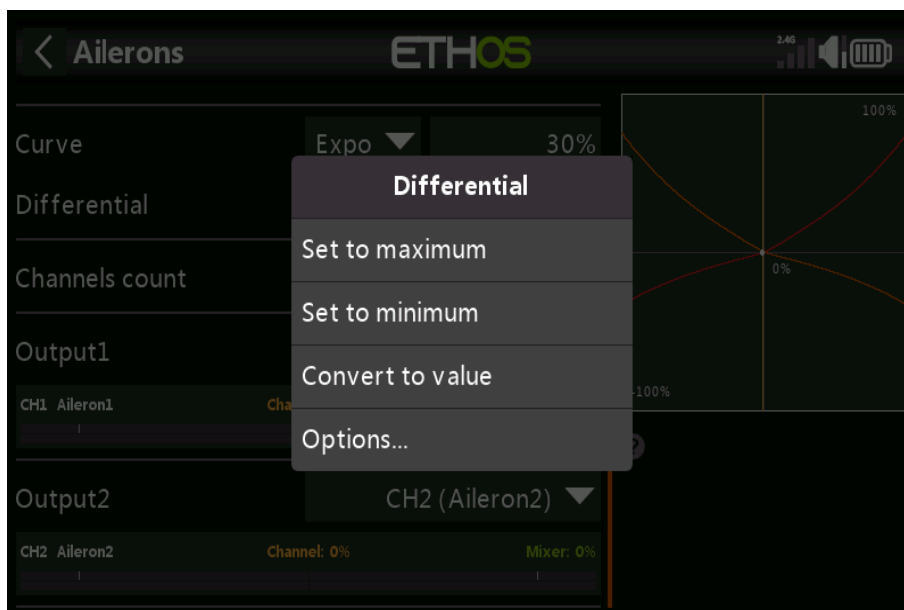 Ailerons
ETHOS
2.4G
Curve
Expo
30%
100%
Differential
Differential
Set to maximum
Channels count
0%
Set to minimum
Output1
Convert to value
-100%
CH1 Aileron1
Cha
Options...
?
Output2
CH2 (Aileron2)
CH2 Aileron2
Channel: 0%
Mixer: 0%